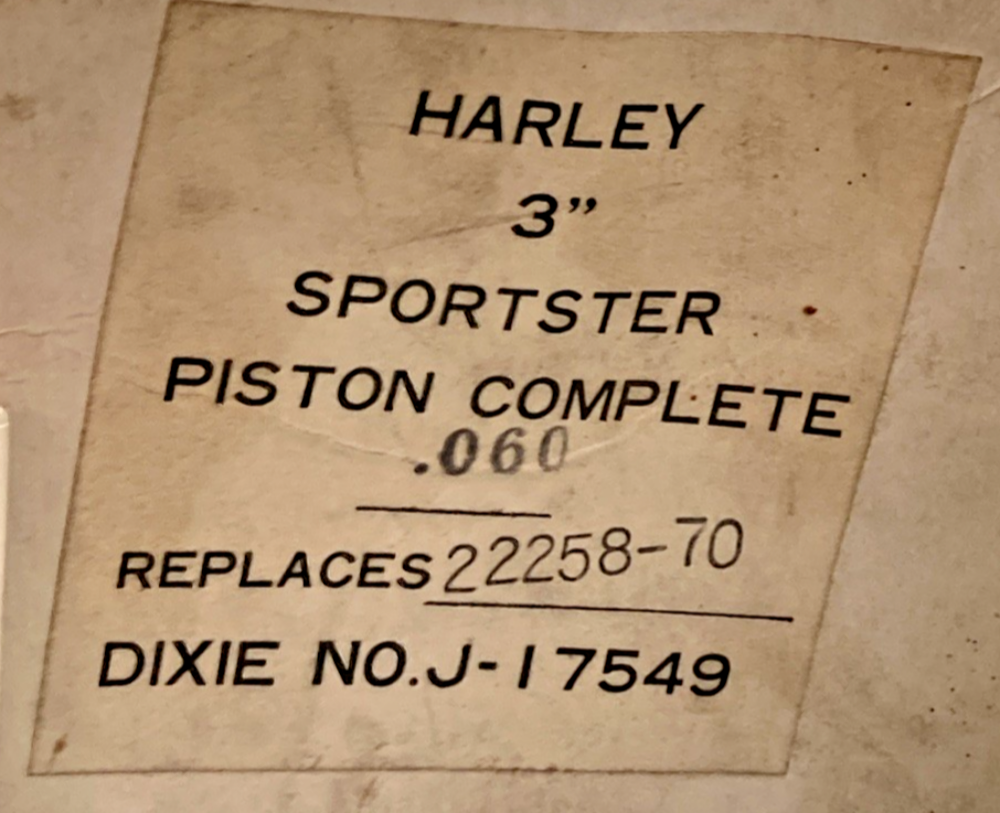 HARLEY
3”
SPORTSTER
PISTON COMPLETE
.060
REPLACES 22258-70
DIXIE NO. J-17549